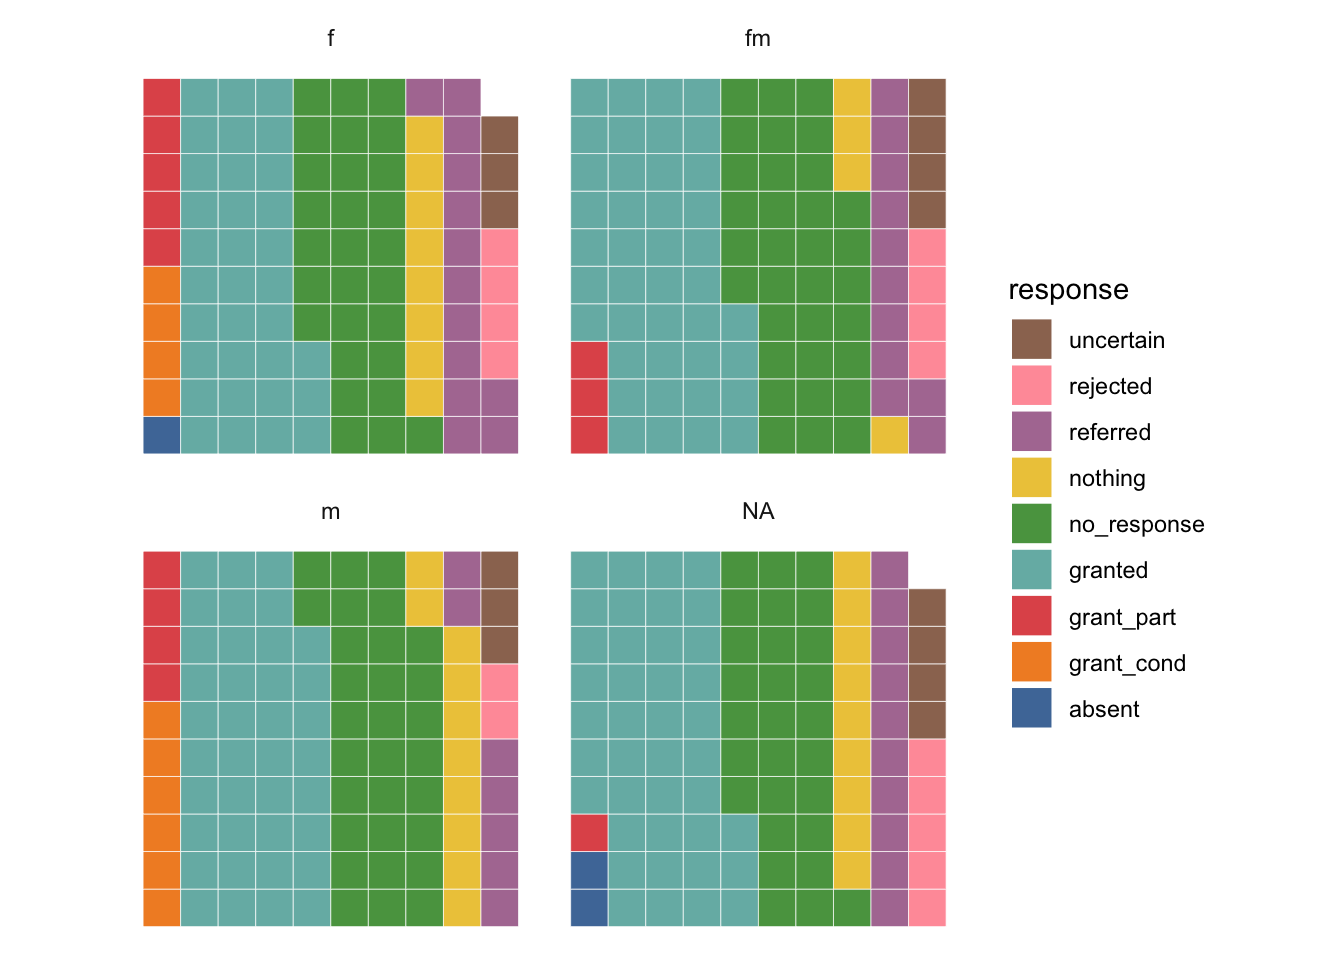 f
fm
m
NA
response
uncertain
rejected
referred
nothing
no_response
granted
grant_part
grant_cond
absent